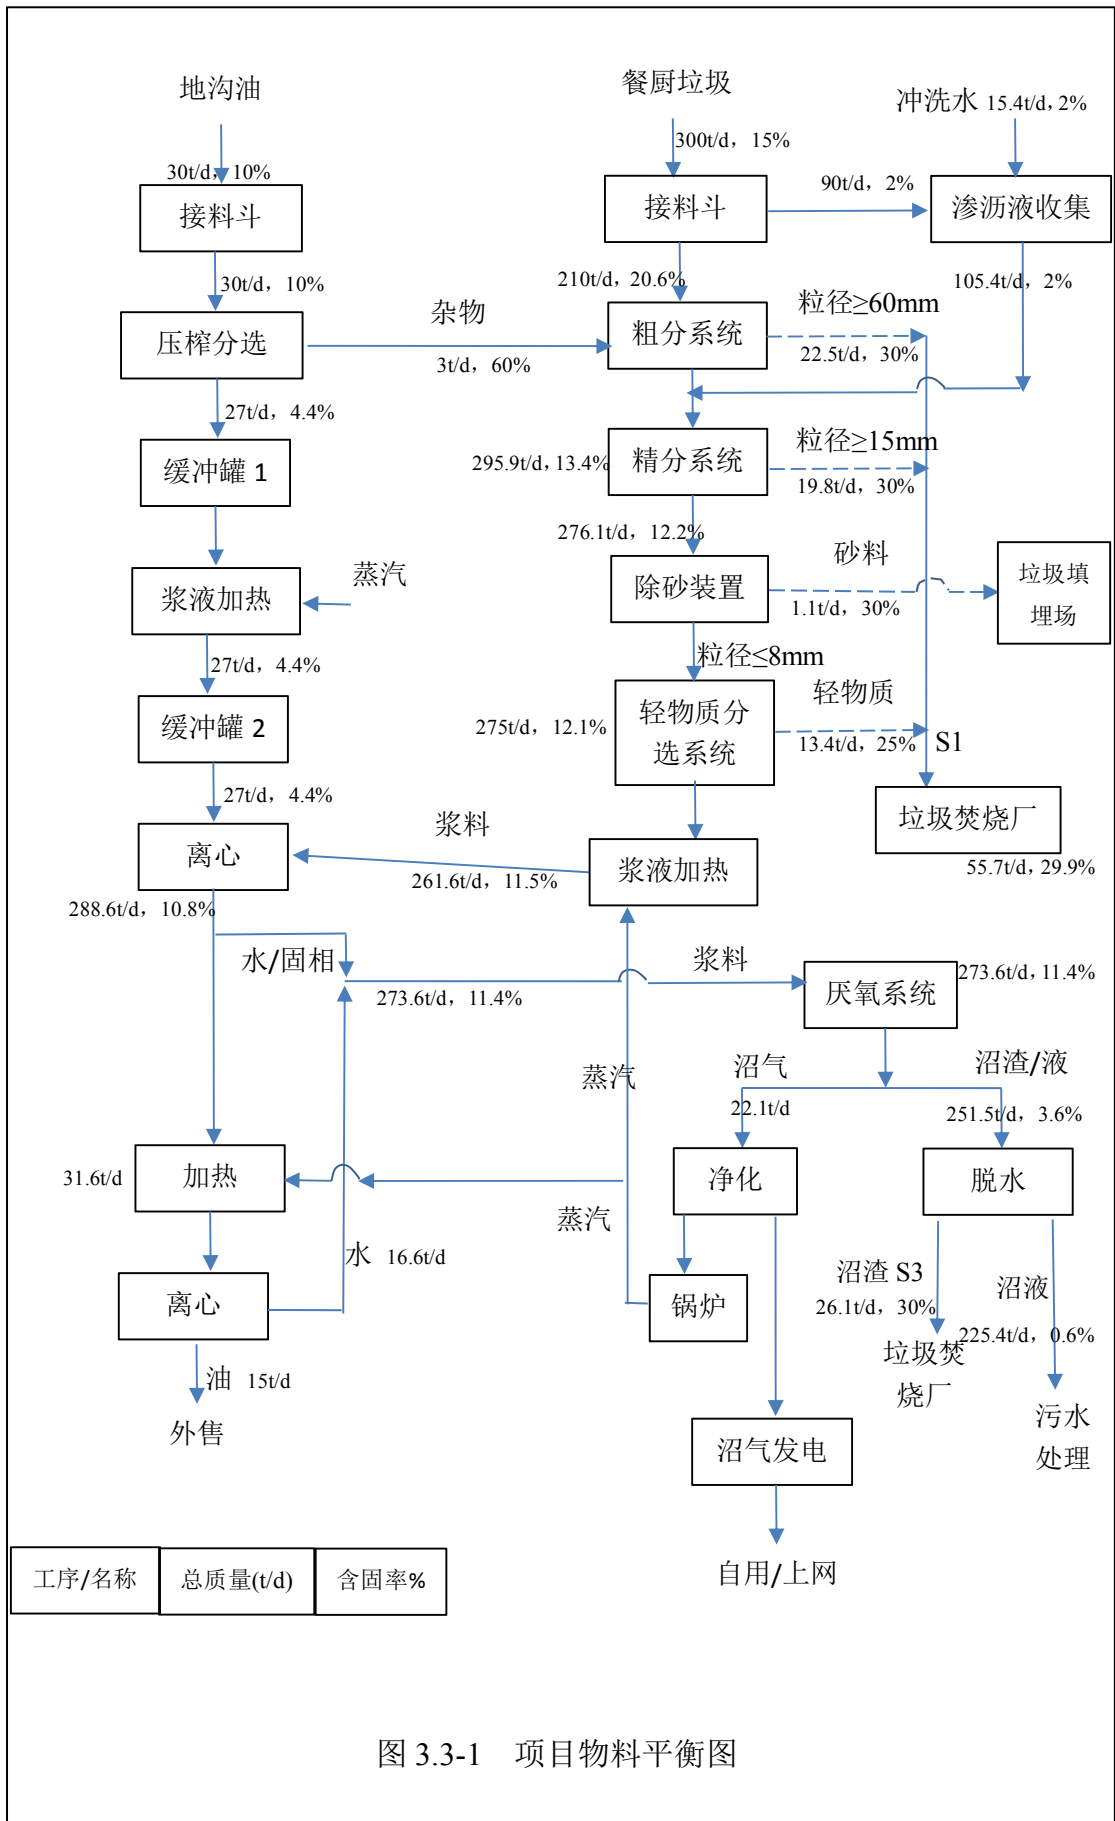 地沟油
餐厨垃圾
冲洗水 15.4t/d, 2%
300t/d，15%
30t/d，10%
90t/d，2%
接料斗
接料斗
渗沥液收集
30t/d，10%
210t/d，20.6%
105.4t/d，2%
杂物
粒径≥60mm
压榨分选
粗分系统
3t/d，60%
22.5t/d，30%
27t/d，4.4%
粒径≥15mm
缓冲罐 1
295.9t/d, 13.4%
精分系统
19.8t/d，30%
276.1t/d，12.2%
砂料
蒸汽
浆液加热
除砂装置
1.1t/d，30%
垃圾填
埋场
27t/d，4.4%
粒径≤8mm
轻物质
缓冲罐 2
275t/d，12.1%
轻物质分
选系统
13.4t/d，25%
S1
27t/d，4.4%
浆料
垃圾焚烧厂
离心
浆液加热
261.6t/d，11.5%
55.7t/d,29.9%
288.6t/d，10.8%
水/固相
浆料
273.6t/d，11.4%
厌氧系统
273.6t/d, 11.4%
沼气
沼渣/液
蒸汽
22.1t/d
251.5t/d，3.6%
31.6t/d
加热
净化
脱水
蒸汽
水 16.6t/d
沼渣 S3
离心
锅炉
26.1t/d，30%
沼液
225.4t/d，0.6%
垃圾焚
烧厂
油 15t/d
外售
沼气发电
污水
处理
自用/上网
工序/名称 总质量(t/d) 含固率%
图 3.3-1 项目物料平衡图